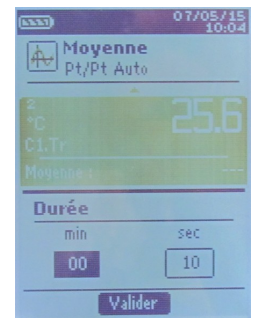 07/05/15
10:04
Moyenne
Pt/Pt Auto
2
°C
25.6
C1.Tr
Moyenne : ---
Durée
min sec
00 10
Valider